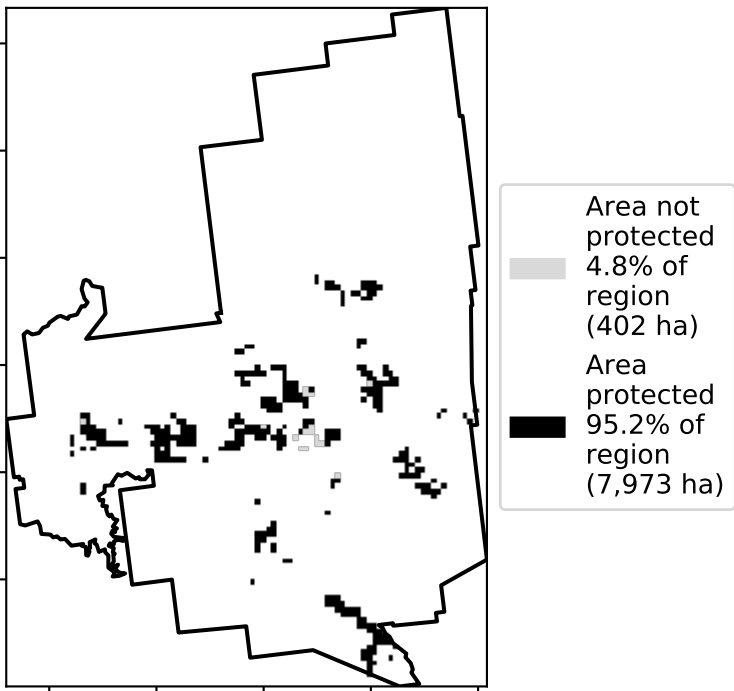 Area not
protected
4.8% of
region
(402 ha)
Area
protected
95.2% of
region
(7,973 ha)